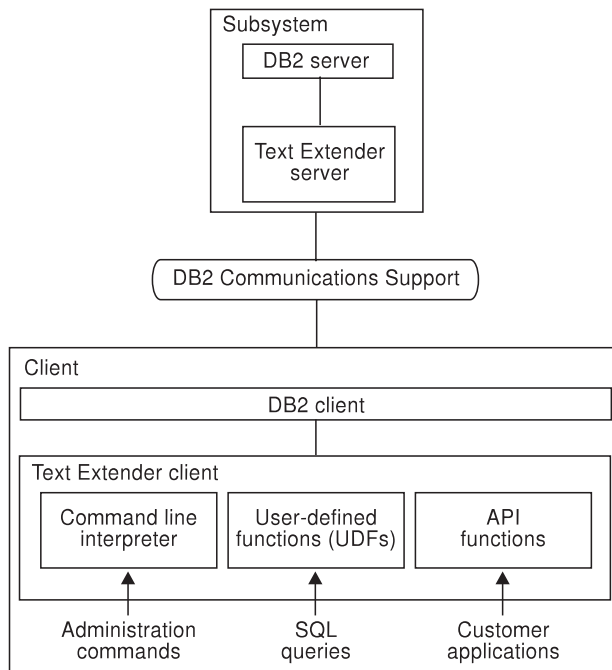 Subsystem
DB2 server
Text Extender
server
DB2 Communications Support
Client
DB2 client
Text Extender client
Command line
interpreter
User-defined
functions (UDFs)
API
functions
Administration
commands
SQL
queries
Customer
applications